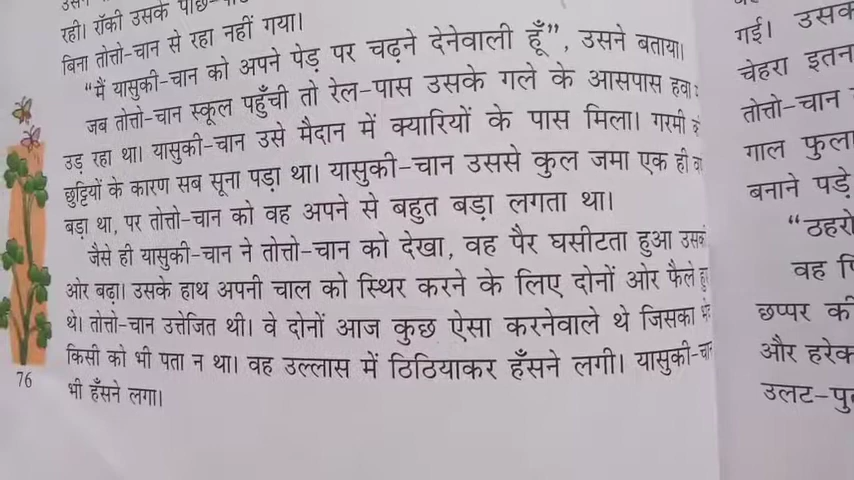 रही। रॉकी उसके पीछे-
बिना तोत्तो-चान से रहा नहीं गया।
“मैं यासुकी-चान को अपने पेड़ पर चढ़ने देनेवाली हूँ”, उसने बताया।
जब तोत्तो-चान स्कूल पहुँची तो रेल-पास उसके गले के आसपास हवा
उड़ रहा था। यासुकी-चान उसे मैदान में क्यारियों के पास मिला। गरमी की
छुट्टियों के कारण सब सूना पड़ा था। यासुकी-चान उससे कुल जमा एक ही
बड़ा था, पर तोत्तो-चान को वह अपने से बहुत बड़ा लगता था।
जैसे ही यासुकी-चान ने तोत्तो-चान को देखा, वह पैर घसीटता हुआ उसकी
ओर बढ़ा। उसके हाथ अपनी चाल को स्थिर करने के लिए दोनों ओर फैले हुए
थे। तोत्तो-चान उत्तेजित थी। वे दोनों आज कुछ ऐसा करनेवाले थे जिसका
किसी को भी पता न था। वह उल्लास में ठिठियाकर हँसने लगी। यासुकी-चान
भी हँसने लगा।
76
गई। उसक
चेहरा इतन
तोत्तो-चान
गाल फुला
बनाने पड़े
“ठहरो
वह
छप्पर की
और हरेक
उलट-पु